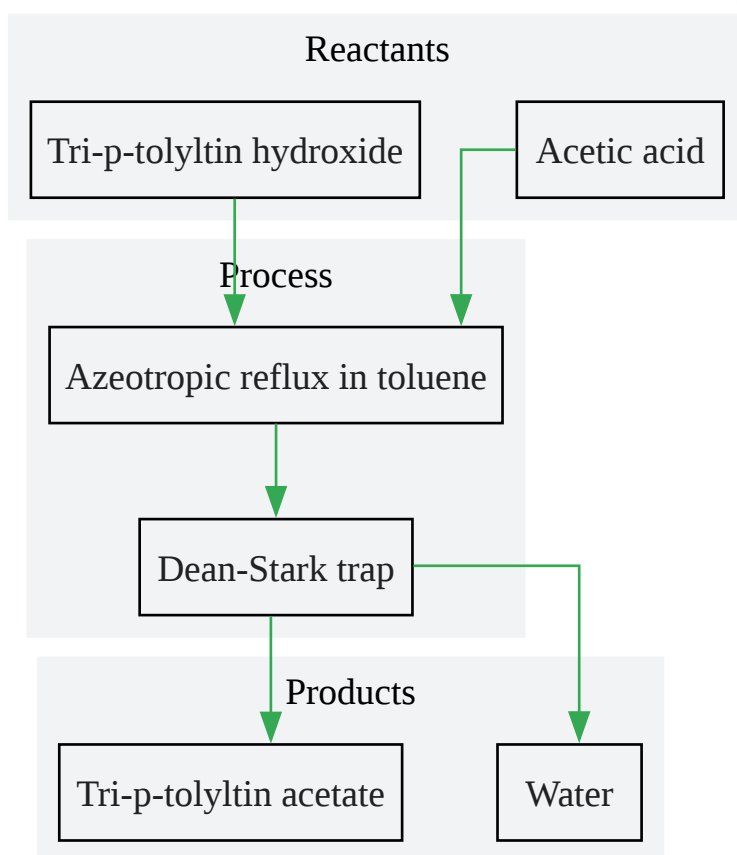 Reactants
Tri-p-tolyltin hydroxide
Acetic acid
Process
Azeotropic reflux in toluene
Dean-Stark trap
Products
Tri-p-tolyltin acetate
Water